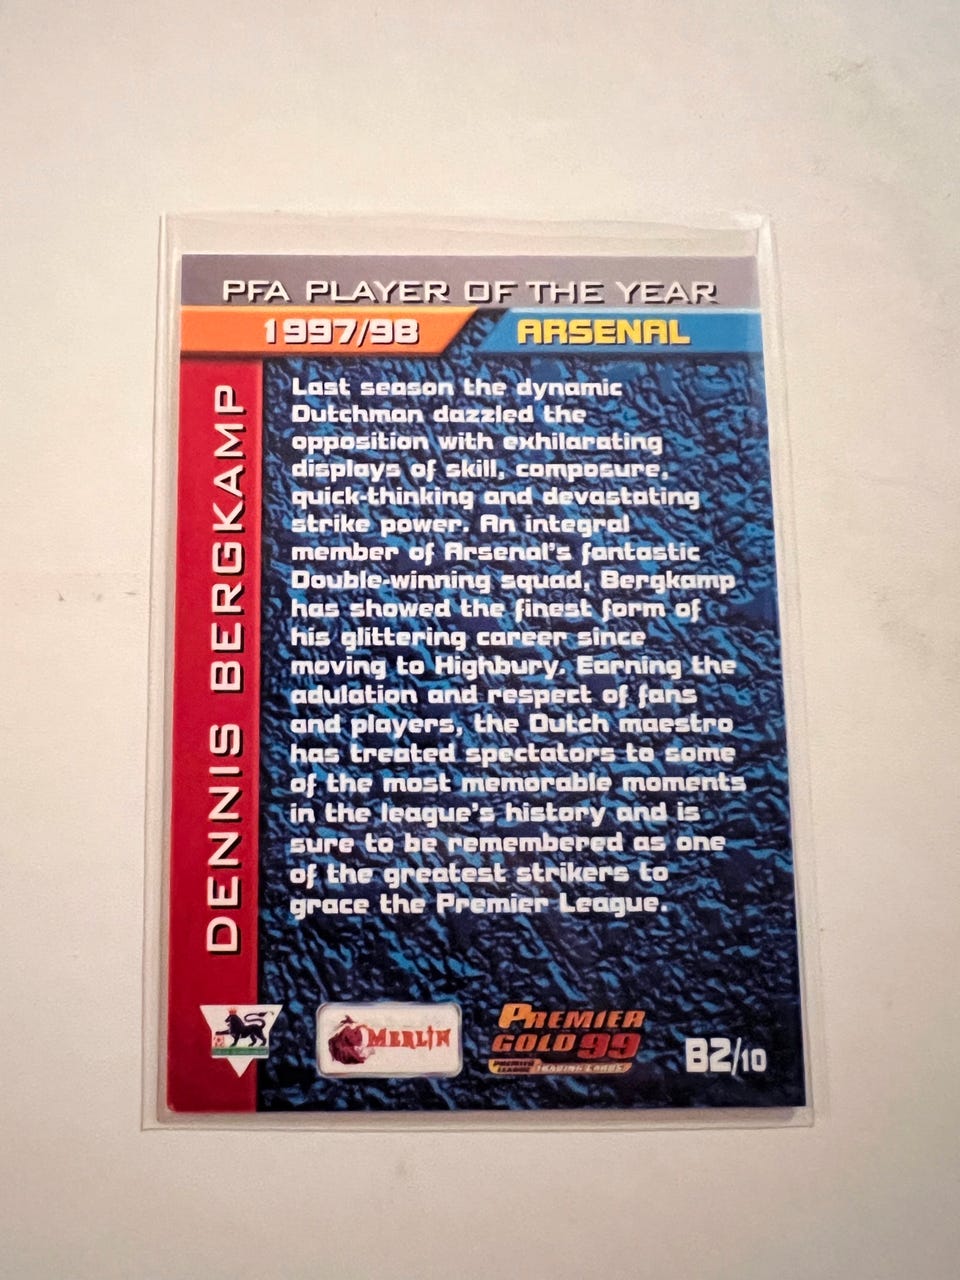 PFA PLAYER OF THE YEAR
1997/98
ARSENAL
DENNIS BERGKAMP
Last season the dynamic
Dutchman dazzled the
opposition with exhilarating
displays of skill, composure,
quick-thinking and devastating
strike power. An integral
member of Arsenal's fantastic
Double-winning squad, Bergkamp
has showed the finest form of
his glittering career since
moving to Highbury. Earning the
adulation and respect of fans
and players, the Dutch maestro
has treated spectators to some
of the most memorable moments
in the league's history and is
sure to be remembered as one
of the greatest strikers to
grace the Premier League.
MERLIN
PREMIER
GOLD 99
PREMIER LEAGUE TRADING CARDS
B2/10